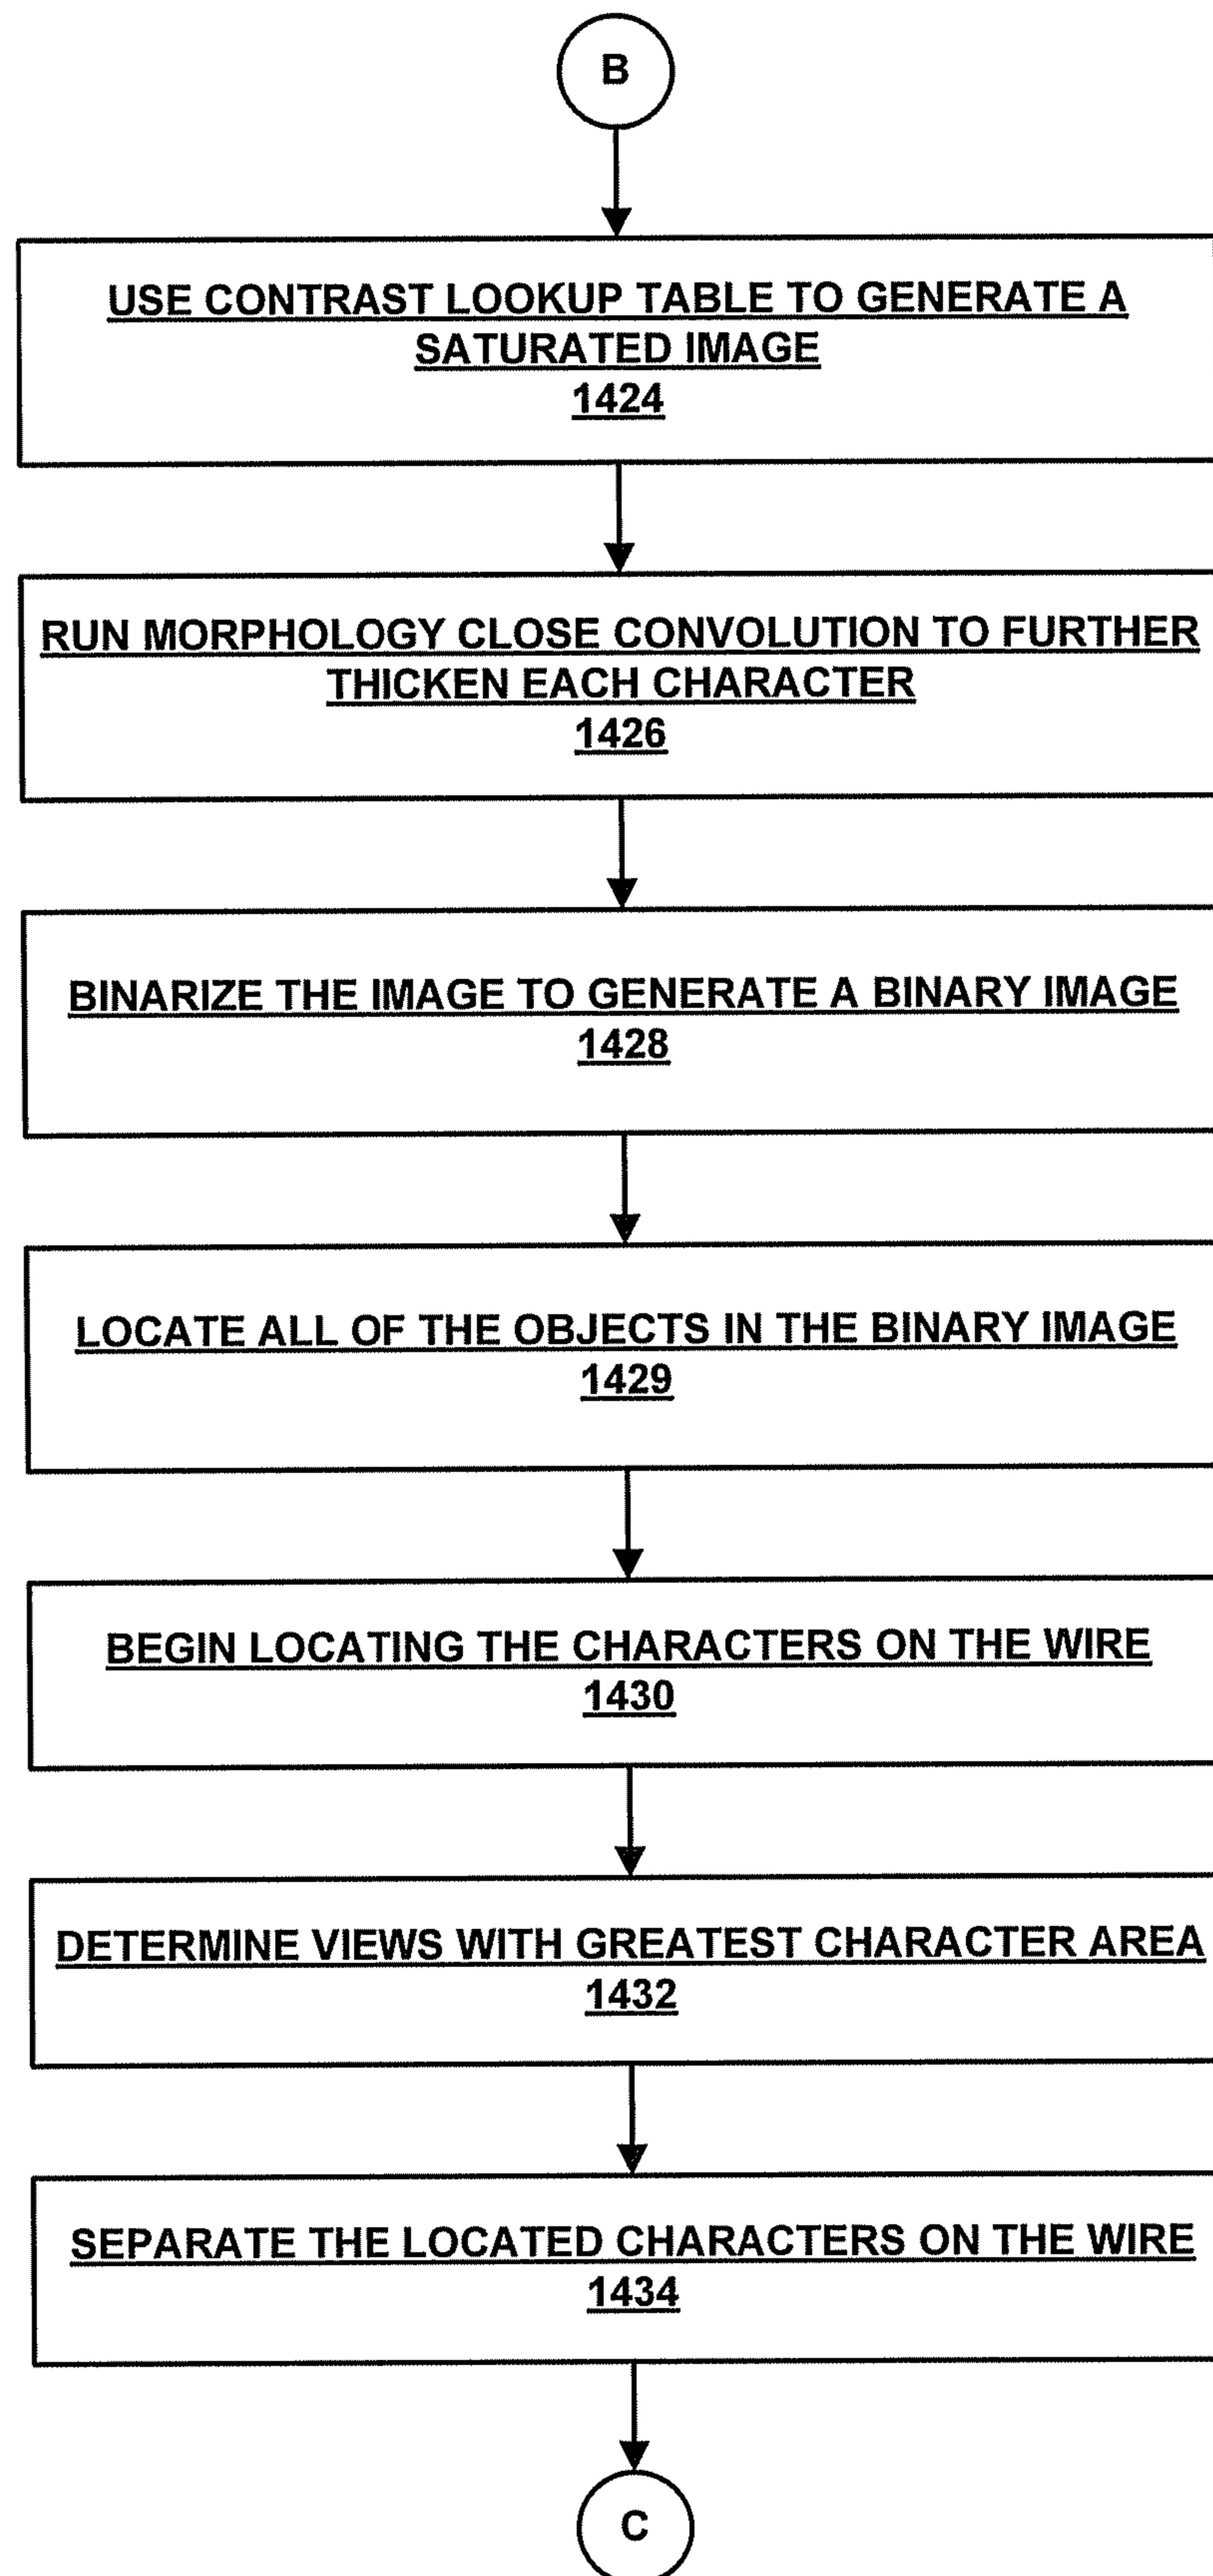 B
USE CONTRAST LOOKUP TABLE TO GENERATE A
SATURATED IMAGE
1424
RUN MORPHOLOGY CLOSE CONVOLUTION TO FURTHER
THICKEN EACH CHARACTER
1426
BINARIZE THE IMAGE TO GENERATE A BINARY IMAGE
1428
LOCATE ALL OF THE OBJECTS IN THE BINARY IMAGE
1429
BEGIN LOCATING THE CHARACTERS ON THE WIRE
1430
DETERMINE VIEWS WITH GREATEST CHARACTER AREA
1432
SEPARATE THE LOCATED CHARACTERS ON THE WIRE
1434
C